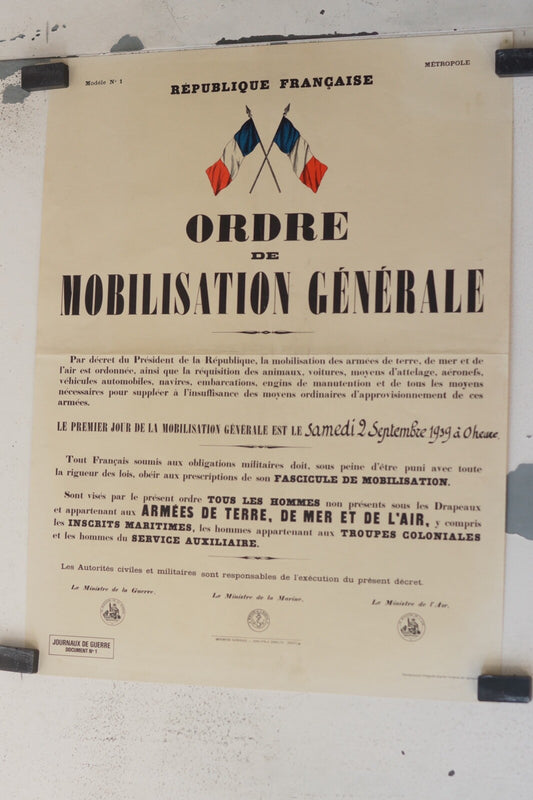 Modèle Nº 1
MÉTROPOLE
RÉPUBLIQUE FRANÇAISE
ORDRE
DE
MOBILISATION GÉNÉRALE
Par décret du Président de la République, la mobilisation des armées de terre, de mer et de
l'air est ordonnée, ainsi que la réquisition des animaux, voitures, moyens d'attelage, aéronefs,
véhicules automobiles, navires, embarcations, engins de manutention et de tous les moyens
nécessaires pour suppléer à l'insuffisance des moyens ordinaires d'approvisionnement de ces
armées.
LE PREMIER JOUR DE LA MOBILISATION GÉNÉRALE EST LE samedi 2 Septembre 1939 à 0 heure.
Tout Français soumis aux obligations militaires doit, sous peine d'être puni avec toute
la rigueur des lois, obéir aux prescriptions de son FASCICULE DE MOBILISATION.
Sont visés par le présent ordre TOUS LES HOMMES non présents sous les Drapeaux
et appartenant aux ARMÉES DE TERRE, DE MER ET DE L'AIR, y compris
les INSCRITS MARITIMES, les hommes appartenant aux TROUPES COLONIALES
et les hommes du SERVICE AUXILIAIRE.
Les Autorités civiles et militaires sont responsables de l'exécution du présent décret.
Le Ministre de la Guerre.
Le Ministre de la Marine.
Le Ministre de l'Air.
JOURNAUX DE GUERRE
DOCUMENT Nº 1